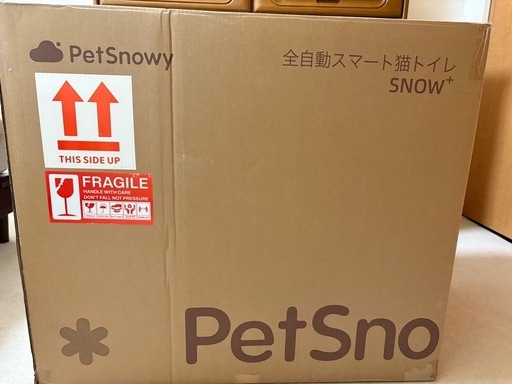 PetSnowy
全自動スマート猫トイレ
SNOW+
THIS SIDE UP
FRAGILE
HANDLE WITH CARE
DON'T FALL NOT PRESSURE
PetSno